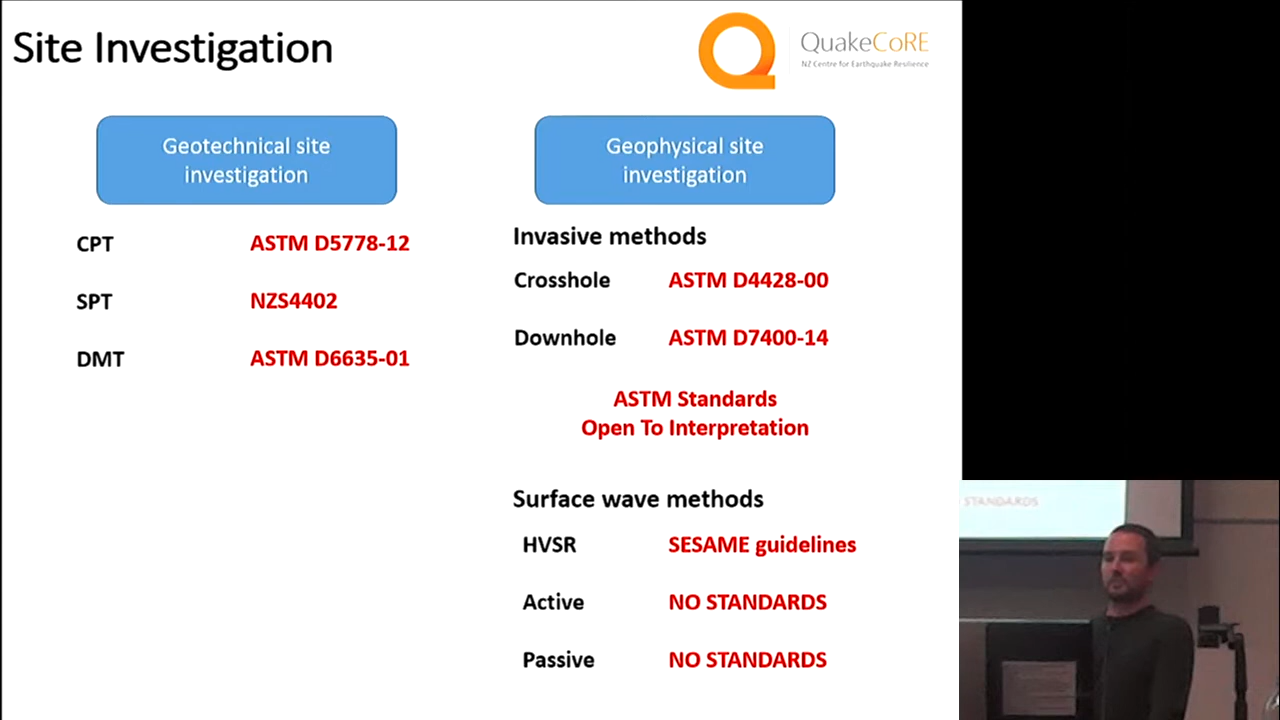 Site Investigation
QuakeCoRE
NZ Centre for Earthquake Resilience
Geotechnical site
investigation
CPT ASTM D5778-12
SPT NZS4402
DMT ASTM D6635-01
Geophysical site
investigation
Invasive methods
Crosshole ASTM D4428-00
Downhole ASTM D7400-14
ASTM Standards
Open To Interpretation
Surface wave methods
HVSR SESAME guidelines
Active NO STANDARDS
Passive NO STANDARDS
STANDARDS